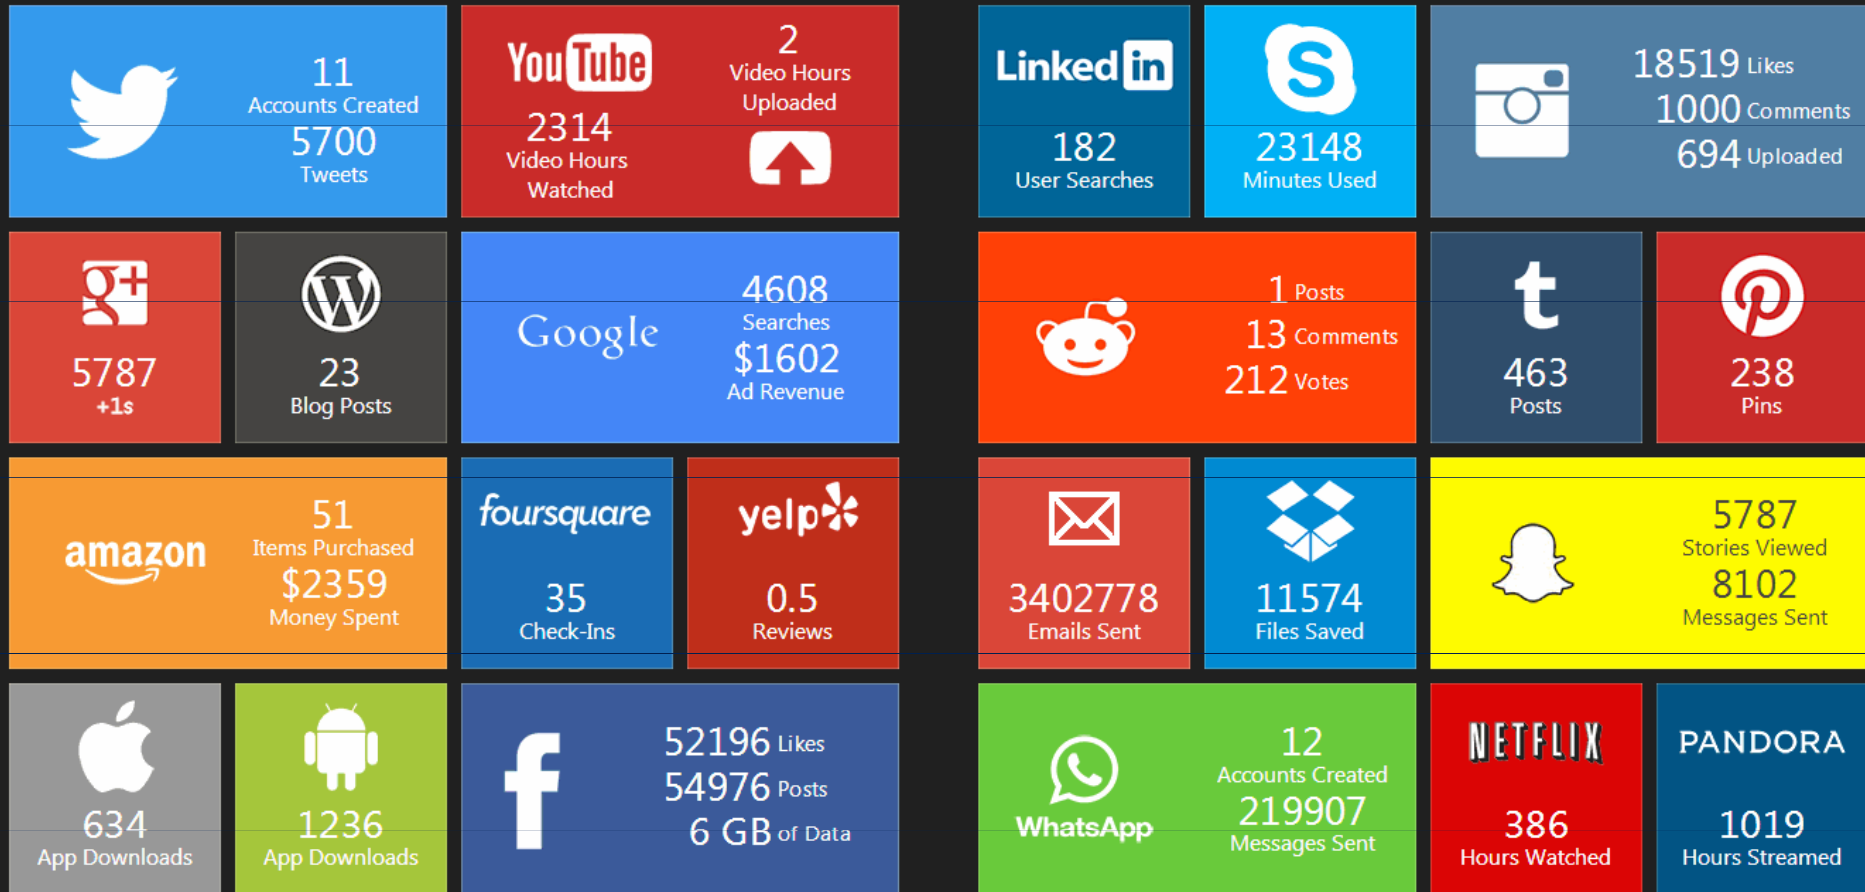 11
Accounts Created
5700
Tweets
YouTube
2314
Video Hours
Watched
2
Video Hours
Uploaded
Linked in
182
User Searches
S
23148
Minutes Used
18519 Likes
1000 Comments
694 Uploaded
g+
5787
+1s
W
23
Blog Posts
Google
4608
Searches
$1602
Ad Revenue
1 Posts
13 Comments
212 Votes
t
463
Posts
p
238
Pins
amazon
51
Items Purchased
$2359
Money Spent
foursquare
35
Check-Ins
yelp
0.5
Reviews
3402778
Emails Sent
11574
Files Saved
5787
Stories Viewed
8102
Messages Sent
634
App Downloads
1236
App Downloads
f
52196 Likes
54976 Posts
6 GB of Data
WhatsApp
12
Accounts Created
219907
Messages Sent
NETFLIX
386
Hours Watched
PANDORA
1019
Hours Streamed